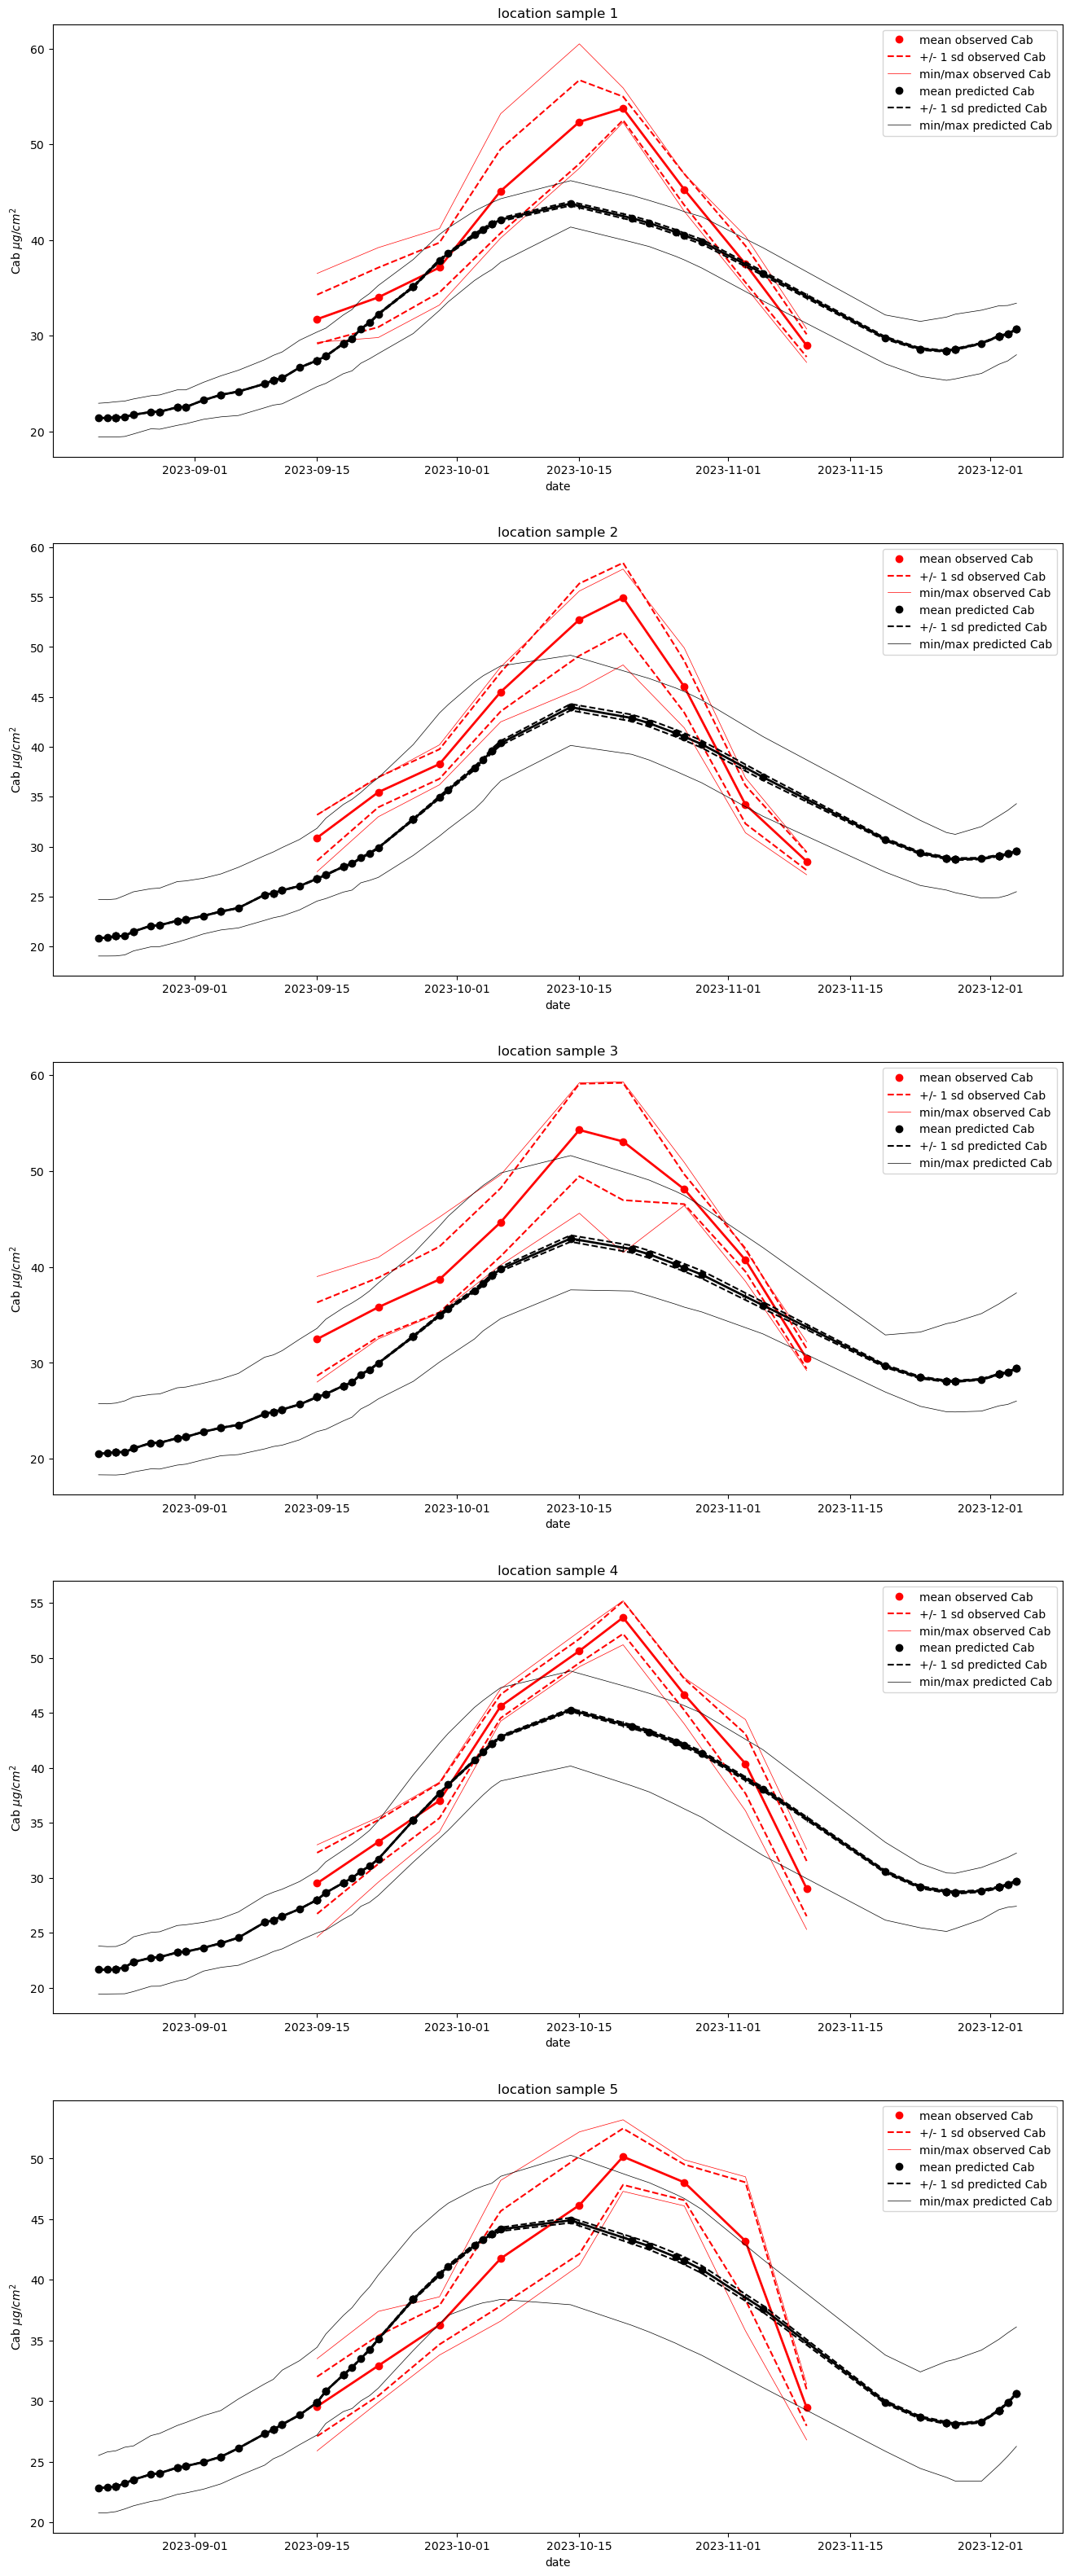 location sample 1
Cab μg/cm²
60
50
40
30
20
mean observed Cab
+/- 1 sd observed Cab
min/max observed Cab
mean predicted Cab
+/- 1 sd predicted Cab
min/max predicted Cab
2023-09-01 2023-09-15 2023-10-01 2023-10-15 2023-11-01 2023-11-15 2023-12-01
date
location sample 2
Cab μg/cm²
60
55
50
45
40
35
30
25
20
mean observed Cab
+/- 1 sd observed Cab
min/max observed Cab
mean predicted Cab
+/- 1 sd predicted Cab
min/max predicted Cab
2023-09-01 2023-09-15 2023-10-01 2023-10-15 2023-11-01 2023-11-15 2023-12-01
date
location sample 3
Cab μg/cm²
60
50
40
30
20
mean observed Cab
+/- 1 sd observed Cab
min/max observed Cab
mean predicted Cab
+/- 1 sd predicted Cab
min/max predicted Cab
2023-09-01 2023-09-15 2023-10-01 2023-10-15 2023-11-01 2023-11-15 2023-12-01
date
location sample 4
Cab μg/cm²
55
50
45
40
35
30
25
20
mean observed Cab
+/- 1 sd observed Cab
min/max observed Cab
mean predicted Cab
+/- 1 sd predicted Cab
min/max predicted Cab
2023-09-01 2023-09-15 2023-10-01 2023-10-15 2023-11-01 2023-11-15 2023-12-01
date
location sample 5
Cab μg/cm²
50
45
40
35
30
25
20
mean observed Cab
+/- 1 sd observed Cab
min/max observed Cab
mean predicted Cab
+/- 1 sd predicted Cab
min/max predicted Cab
2023-09-01 2023-09-15 2023-10-01 2023-10-15 2023-11-01 2023-11-15 2023-12-01
date